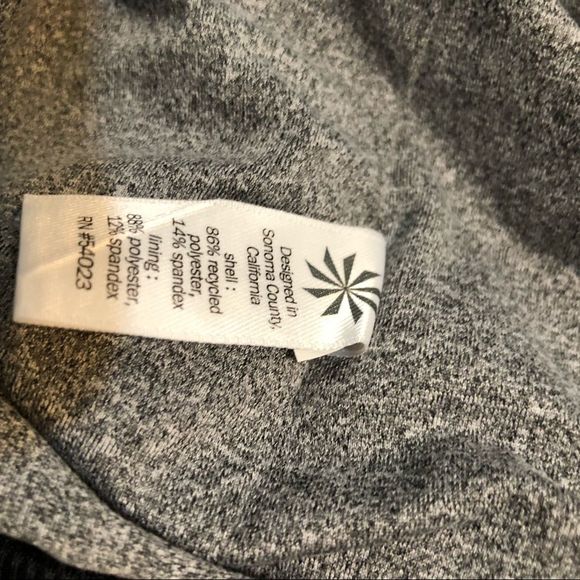 Designed in
Sonoma County,
California
shell :
86% recycled
polyester,
14% spandex
lining :
88% polyester,
12% spandex
RN #54023